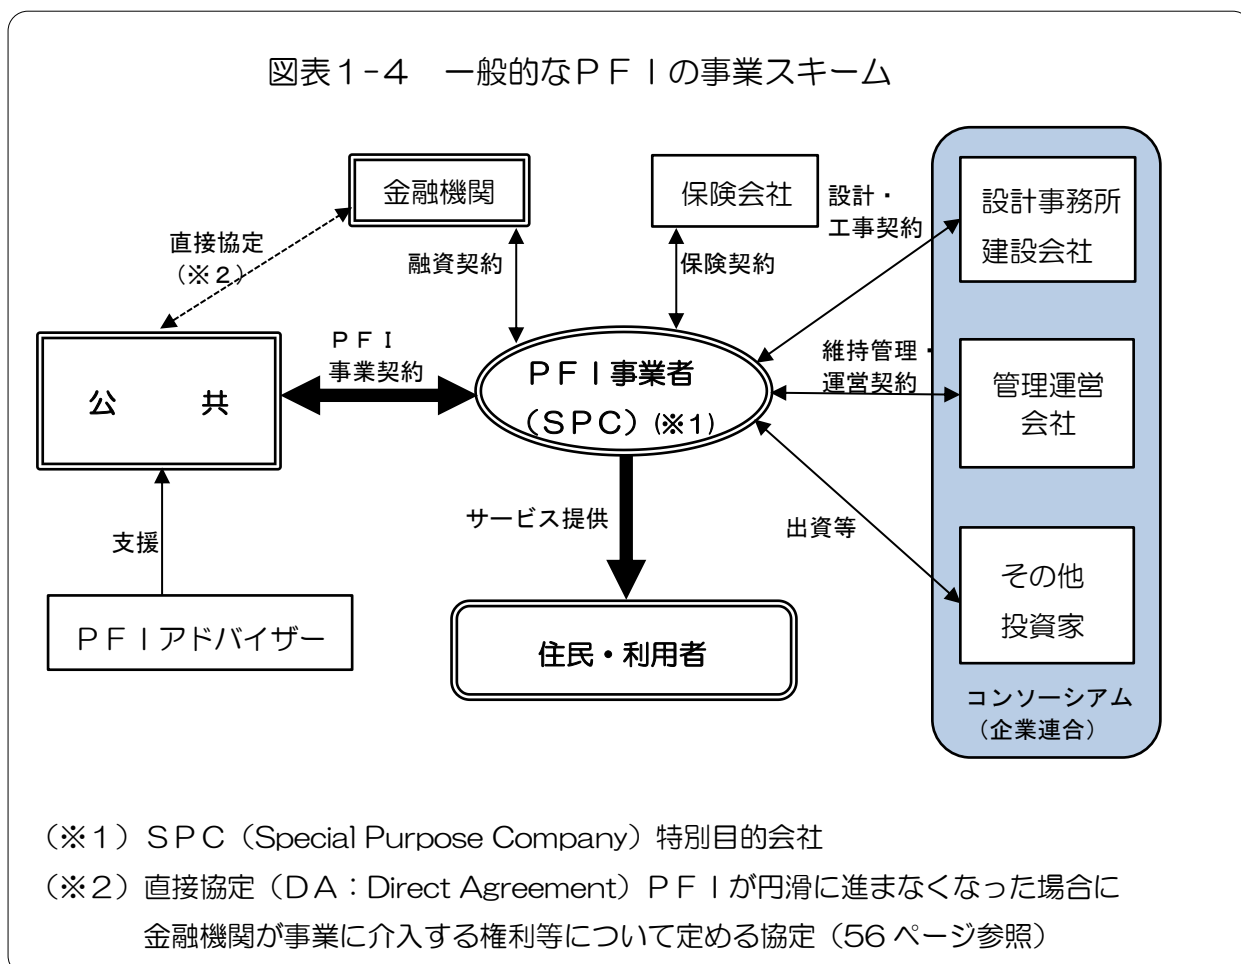 図表１-４　一般的なＰＦＩの事業スキーム
金融機関
保険会社
設計・
工事契約
設計事務所
建設会社
直接協定
（※２）
融資契約
保険契約
ＰＦＩ
事業契約
公　　共
ＰＦＩ事業者
（ＳＰＣ）(※１)
維持管理・
運営契約
管理運営
会社
サービス提供
出資等
支援
その他
投資家
ＰＦＩアドバイザー
住民・利用者
コンソーシアム
（企業連合）
（※１）ＳＰＣ（Special Purpose Company）特別目的会社
（※２）直接協定（ＤＡ：Direct Agreement）ＰＦＩが円滑に進まなくなった場合に
金融機関が事業に介入する権利等について定める協定（56 ページ参照）